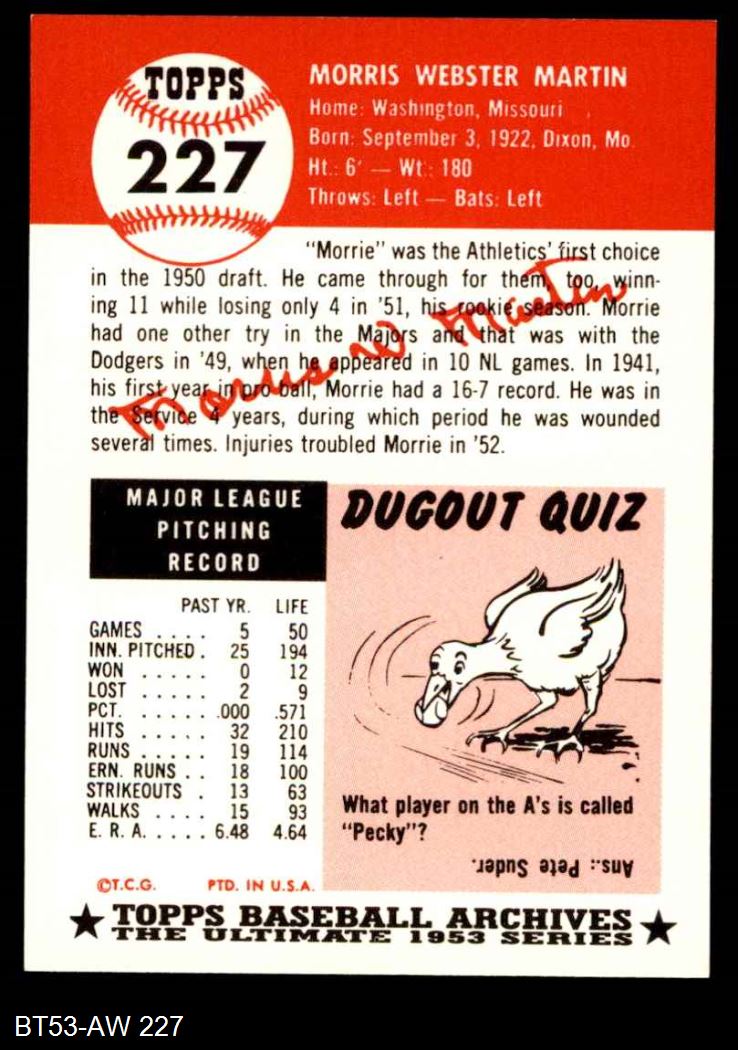 TOPPS
227
MORRIS WEBSTER MARTIN
Home: Washington, Missouri
Born: September 3, 1922, Dixon, Mo.
Ht.: 6' — Wt.: 180
Throws: Left — Bats: Left
"Morrie" was the Athletics' first choice
in the 1950 draft. He came through for them, too, winn-
ing 11 while losing only 4 in '51, his rookie season. Morrie
had one other try in the Majors and that was with the
Dodgers in '49, when he appeared in 10 NL games. In 1941,
his first year in pro ball, Morrie had a 16-7 record. He was in
the Service 4 years, during which period he was wounded
several times. Injuries troubled Morrie in '52.
Morris W Martin
MAJOR LEAGUE
PITCHING
RECORD
PAST YR. LIFE
GAMES .... 5 50
INN. PITCHED . 25 194
WON ..... 0 12
LOST ..... 2 9
PCT. ...... .000 .571
HITS ...... 32 210
RUNS ..... 19 114
ERN. RUNS .. 18 100
STRIKEOUTS . 13 63
WALKS .... 15 93
E. R. A. ..... 6.48 4.64
©T.C.G. PTD. IN U.S.A.
DUGOUT QUIZ
What player on the A's is called
"Pecky"?
Ans.: Pete Suder.
TOPPS BASEBALL ARCHIVES
THE ULTIMATE 1953 SERIES
BT53-AW 227